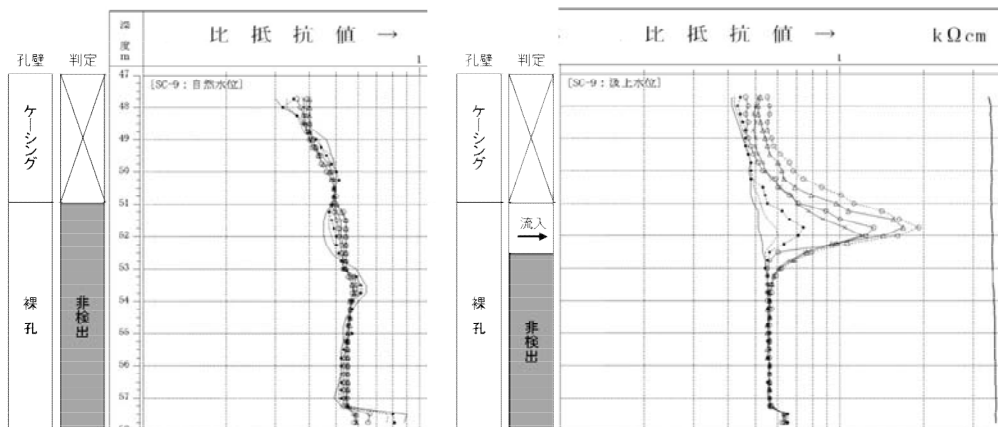 深度m
比抵抗値→
1
孔壁 判定
[SC-9:自然水位]
47
48
49
50
51
52
53
54
55
56
57
ケーシング
裸孔
非検出
比抵抗値→ kΩcm
1
孔壁 判定
[SC-9:汲上水位]
ケーシング
流入
裸孔
非検出